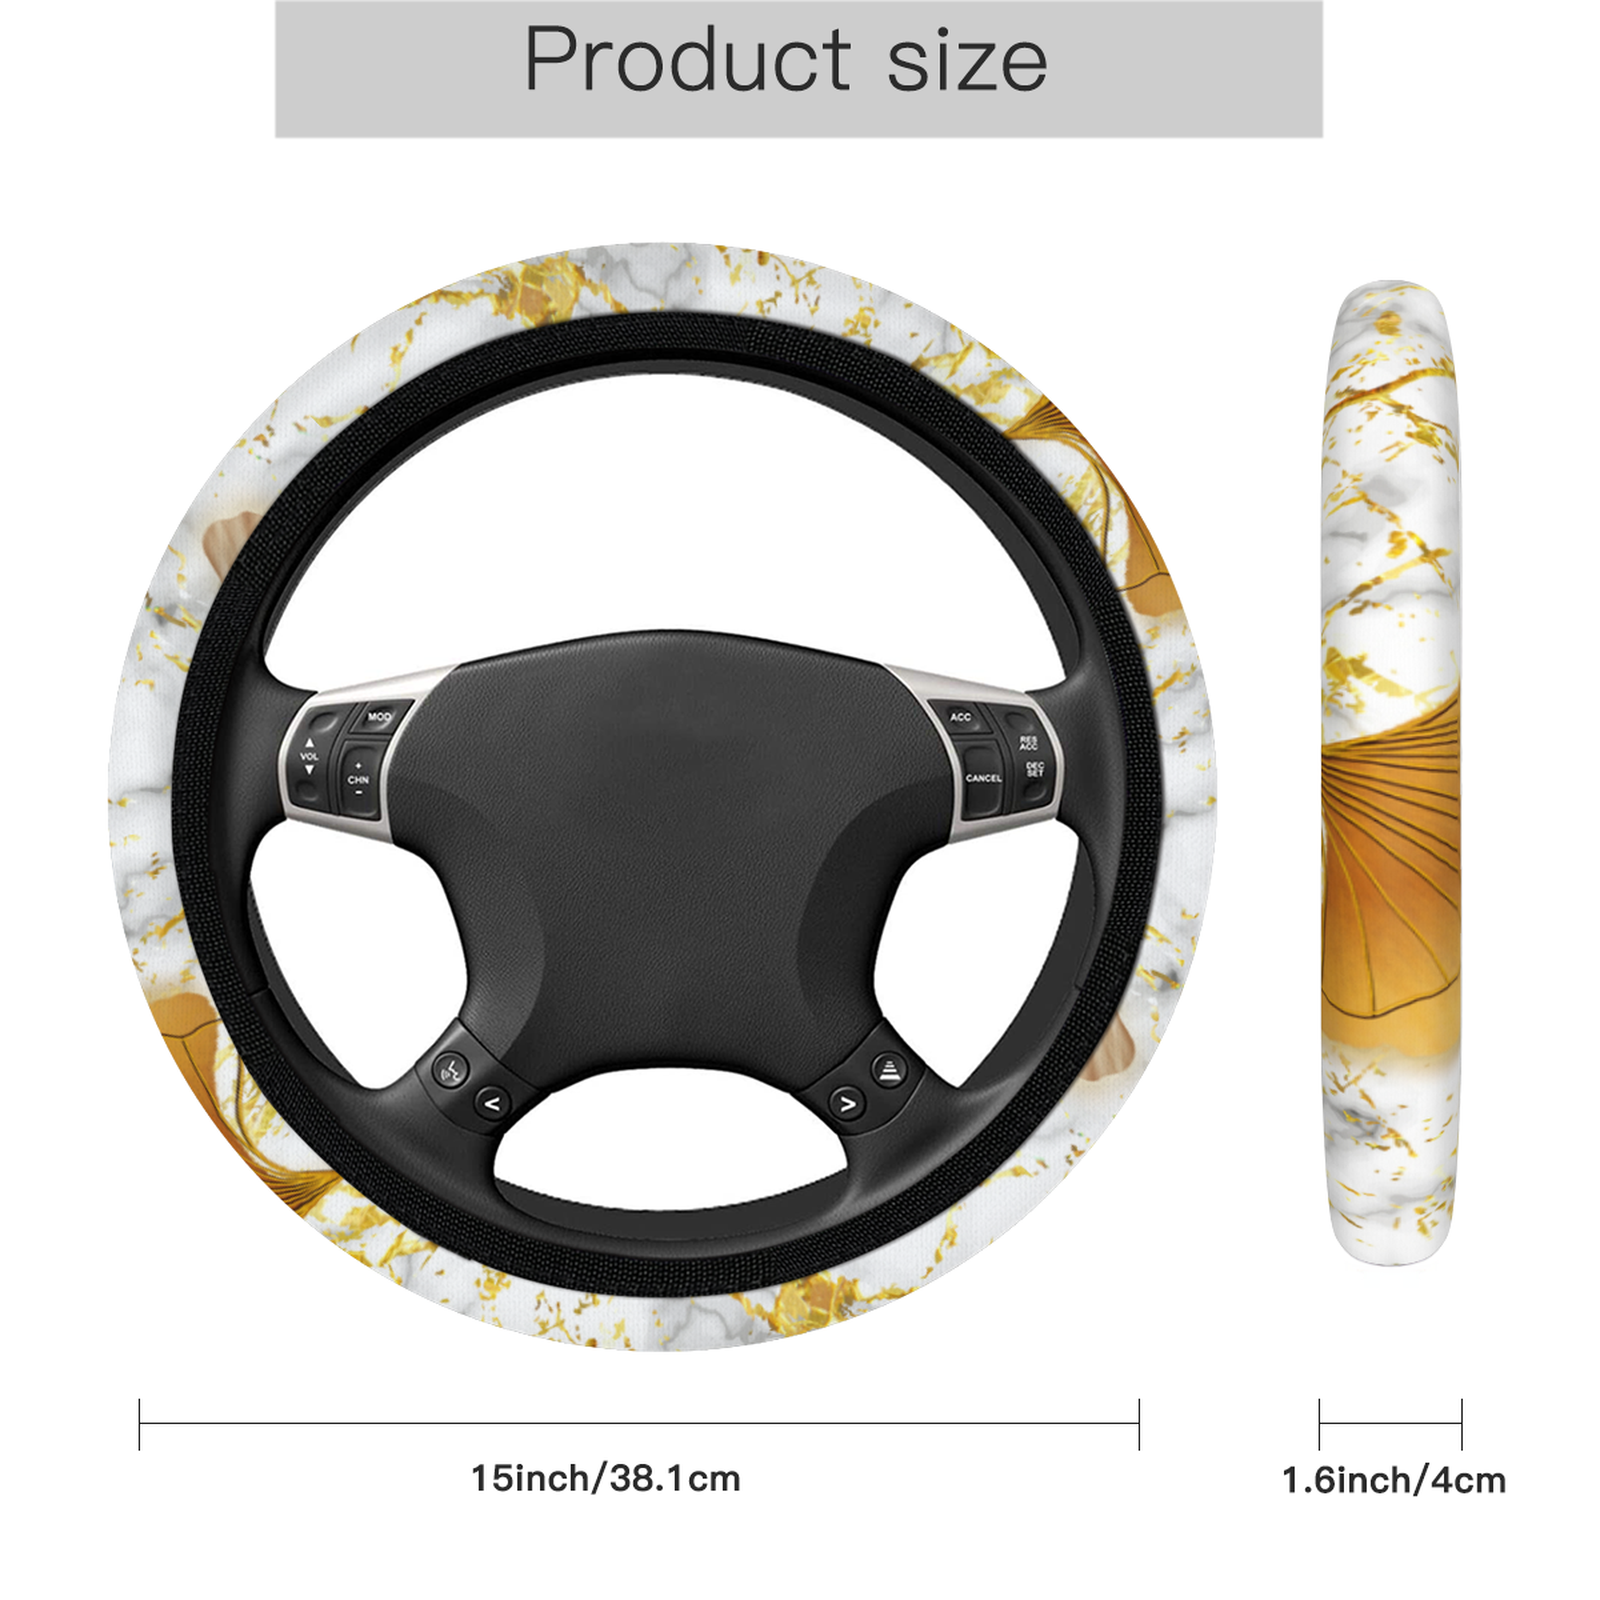 Product size
MOD
VOL
+
CHN
-
ACC
RES
ACC
CANCEL
DEC
SET
<
>
15inch/38.1cm
1.6inch/4cm